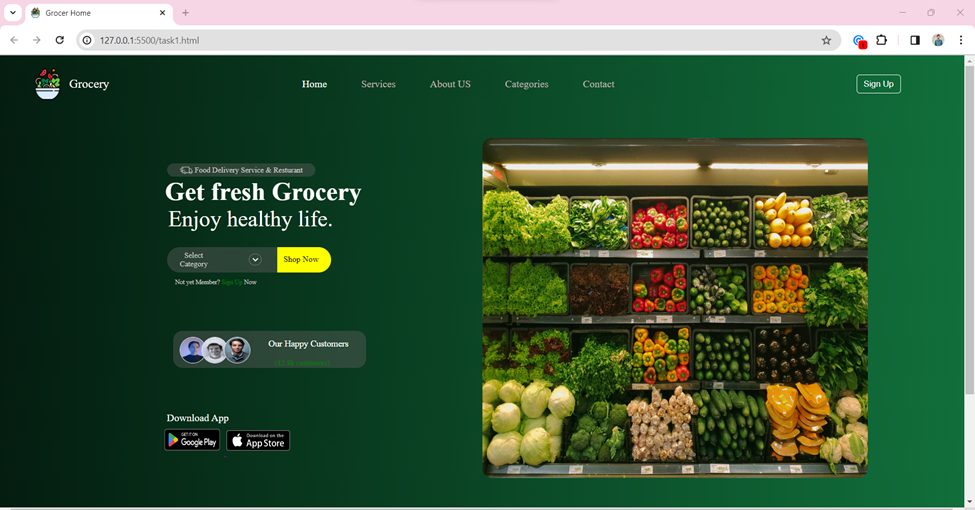 Grocer Home
127.0.0.1:5500/task1.html
Grocery
Home
Services
About US
Categories
Contact
Sign Up
Food Delivery Service & Resturant
Get fresh Grocery
Enjoy healthy life.
Select
Category
Shop Now
Not yet Member? Sign Up Now
Our Happy Customers
Download App
GET IT ON
Google Play
Download on the
App Store